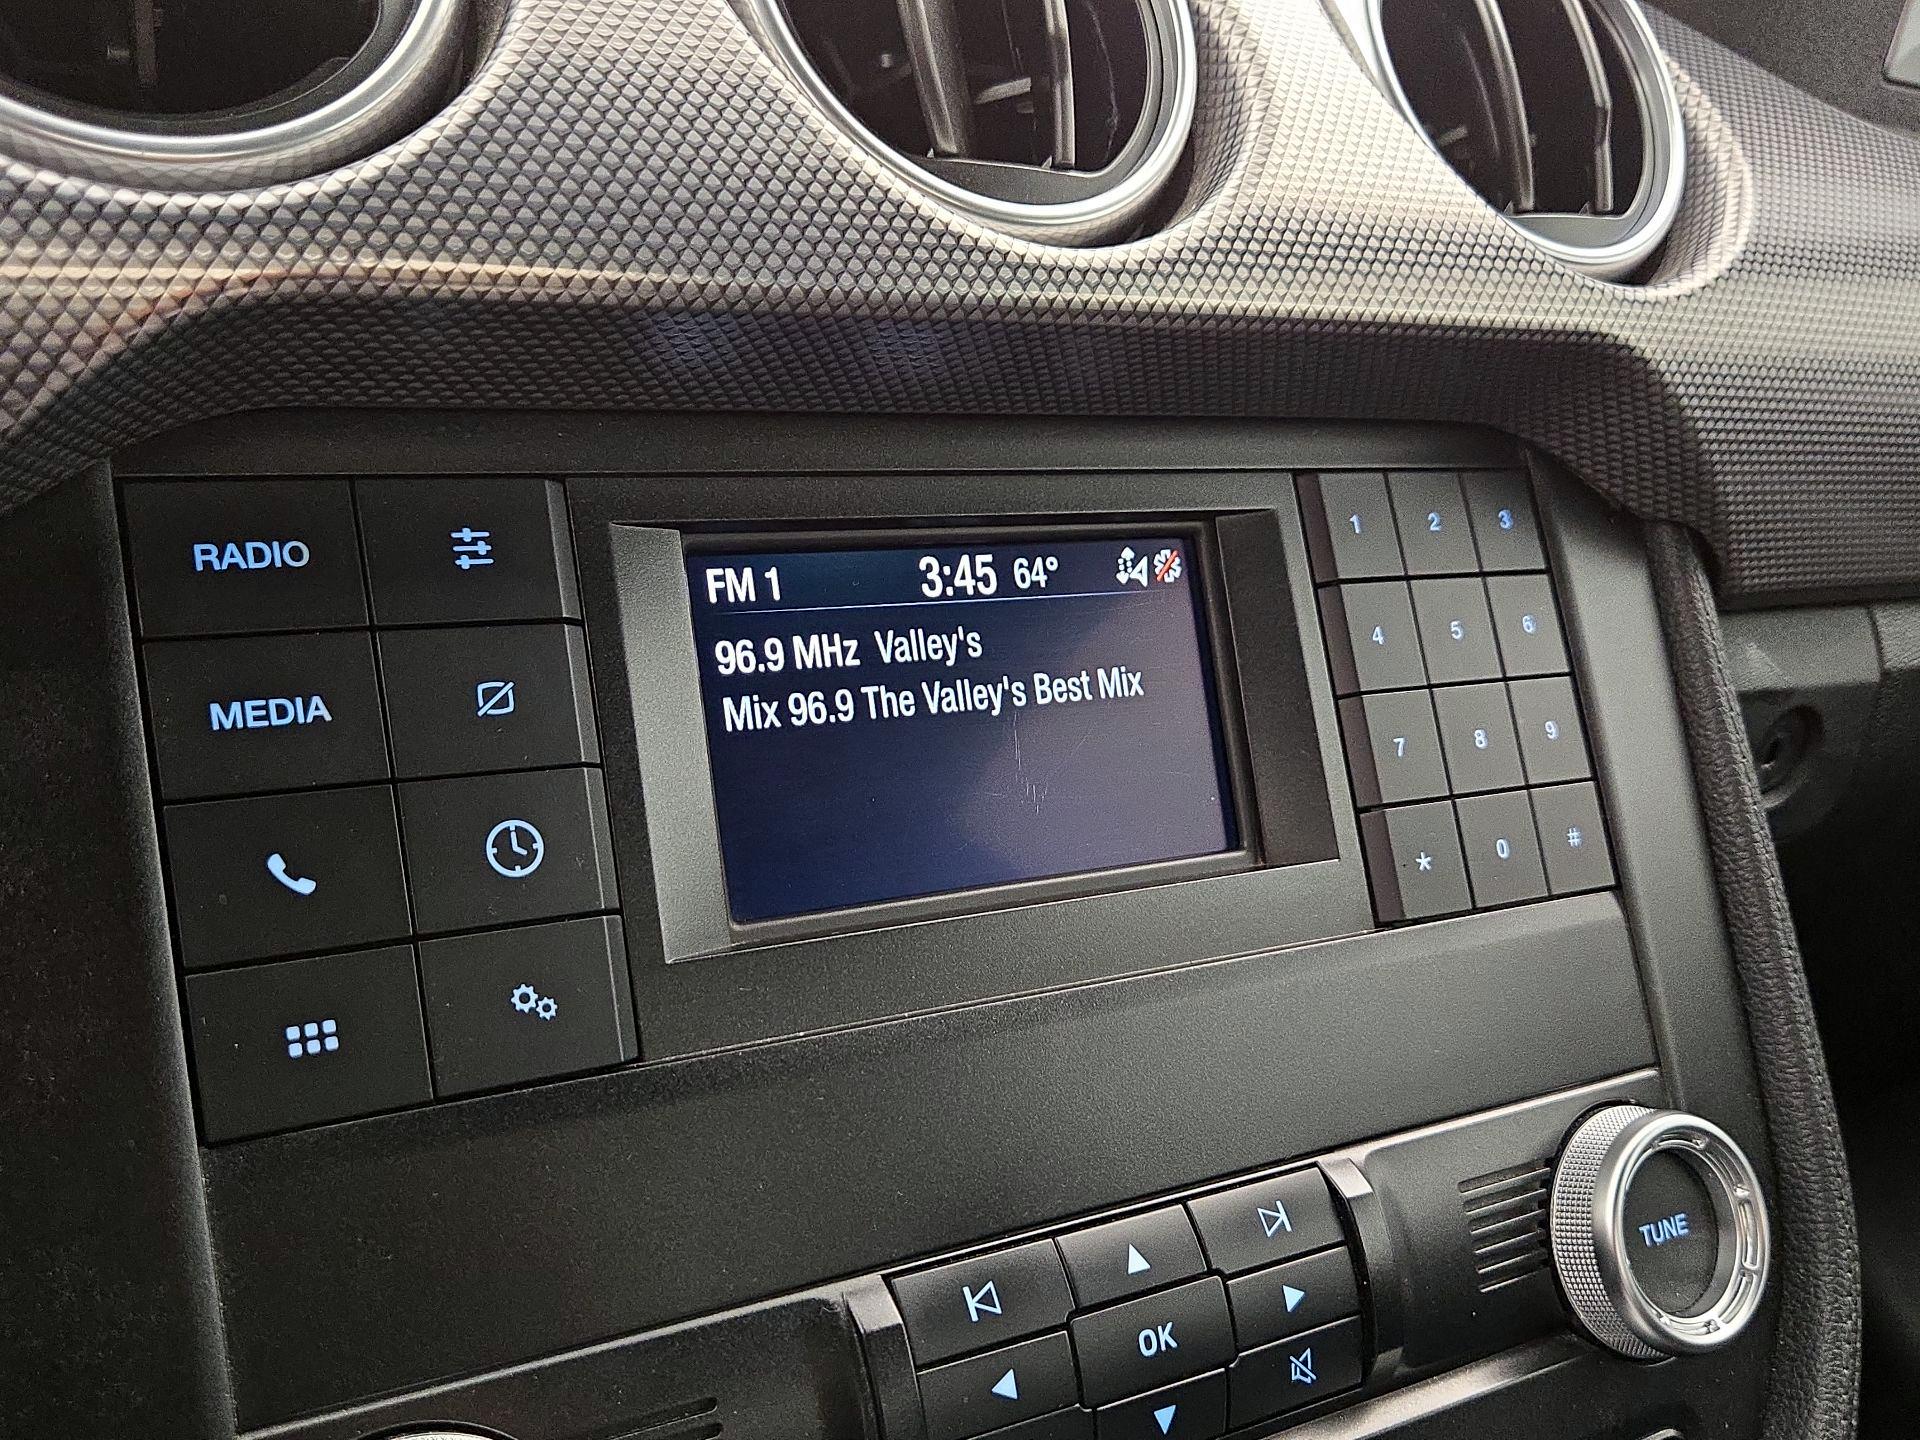 FM 1 3:45 64°
96.9 MHz Valley's
Mix 96.9 The Valley's Best Mix
RADIO
MEDIA
1 2 3
4 5 6
7 8 9
* 0 #
OK
TUNE